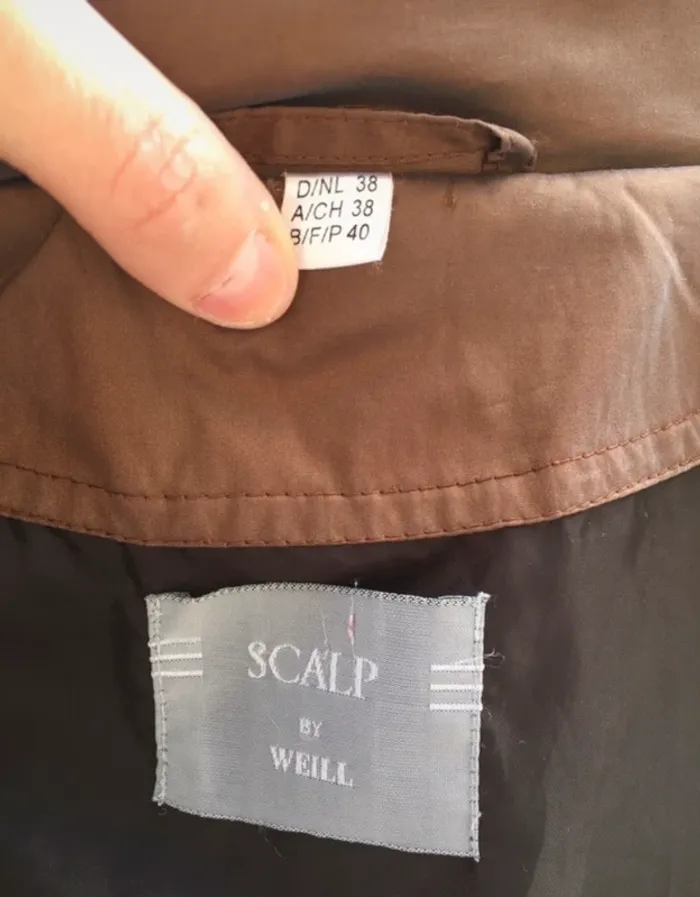 D/NL 38
A/CH 38
B/F/P 40
SCALP
BY
WEILL